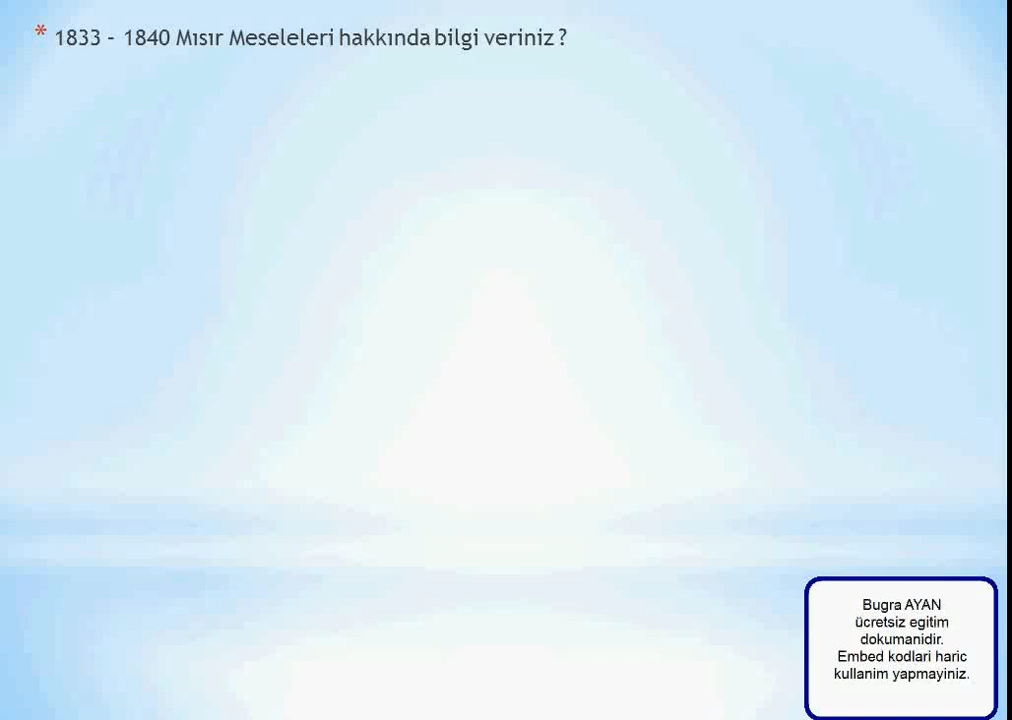 * 1833 - 1840 Mısır Meseleleri hakkında bilgi veriniz ?
Bugra AYAN
ücretsiz egitim
dokumanidir.
Embed kodlari haric
kullanim yapmayiniz.